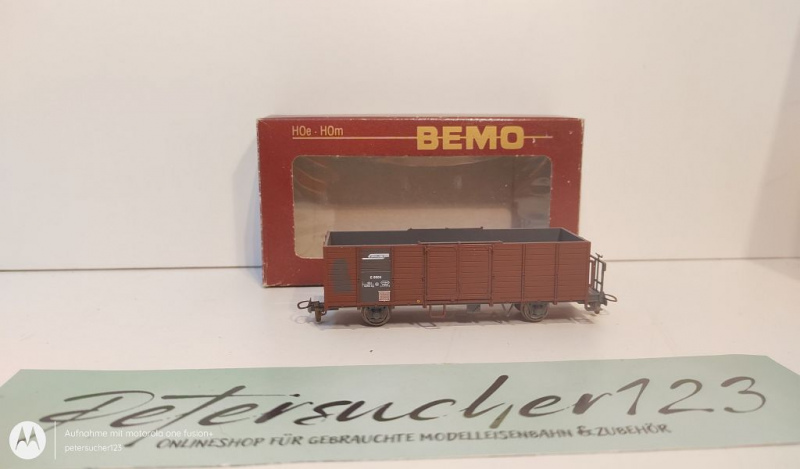 H0e - H0m
BEMO
petersucher123
ONLINESHOP FÜR GEBRAUCHTE MODELLEISENBAHN & ZUBEHÖR
Aufnahme mit motorola one fusion+
petersucher123